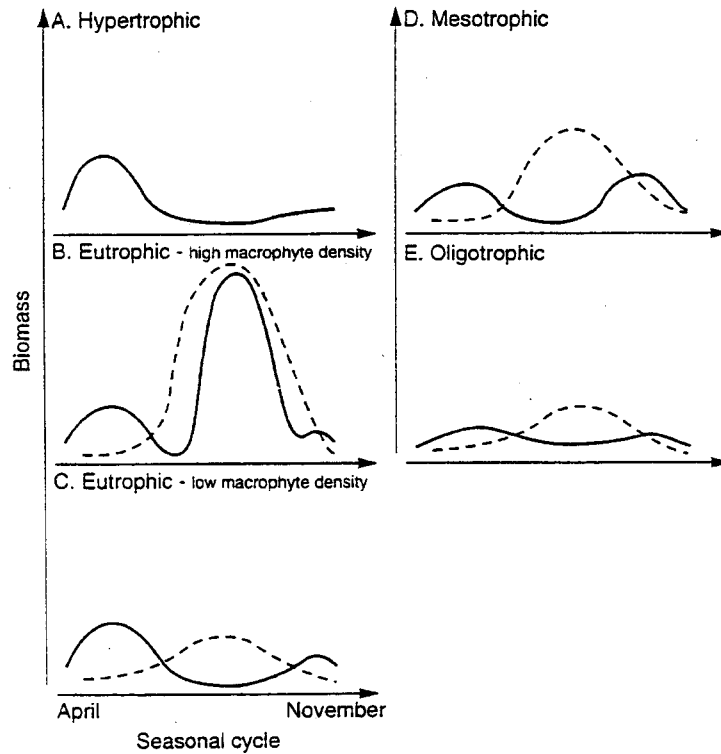 A. Hypertrophic
B. Eutrophic - high macrophyte density
C. Eutrophic - low macrophyte density
D. Mesotrophic
E. Oligotrophic
Biomass
April
November
Seasonal cycle